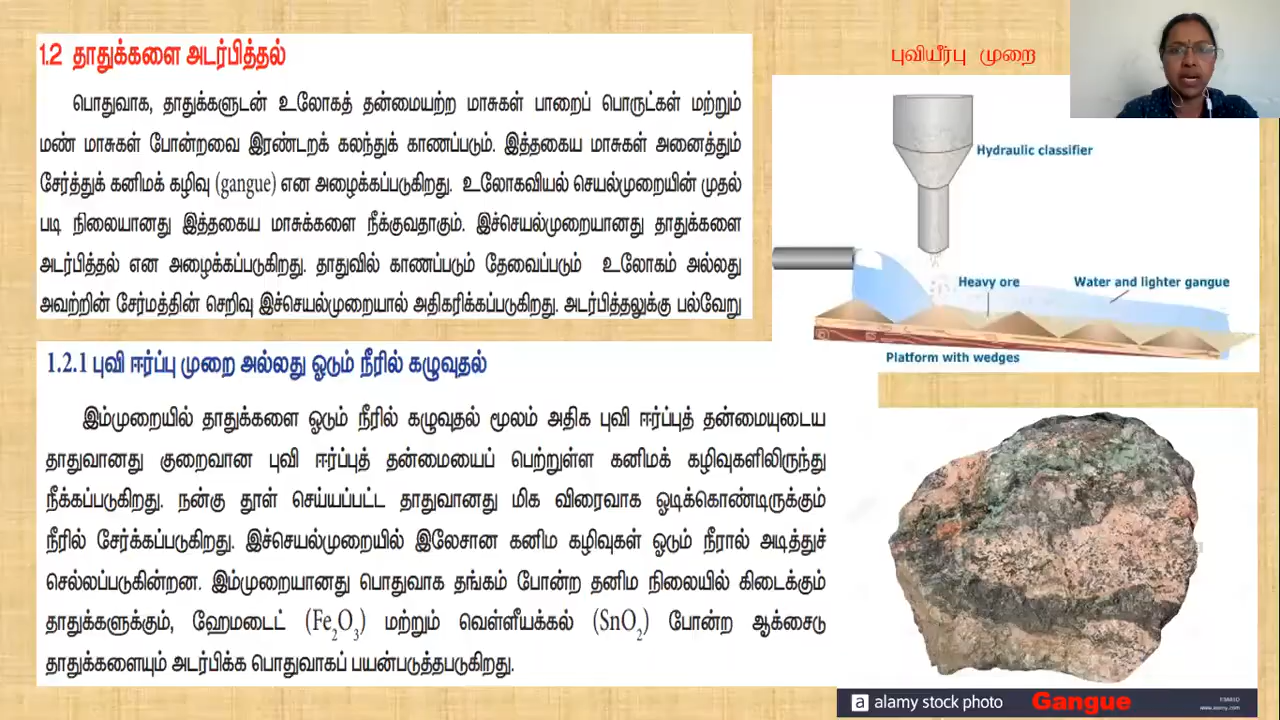 1.2 தாதுக்களை அடர்பித்தல்
பொதுவாக, தாதுக்களுடன் உலோகத் தன்மையற்ற மாசுகள் பாறைப் பொருட்கள் மற்றும்
மண் மாசுகள் போன்றவை இரண்டறக் கலந்துக் காணப்படும். இத்தகைய மாசுகள் அனைத்தும்
சேர்த்துக் கனிமக் கழிவு (gangue) என அழைக்கப்படுகிறது. உலோகவியல் செயல்முறையின் முதல்
படி நிலையானது இத்தகைய மாசுக்களை நீக்குவதாகும். இச்செயல்முறையானது தாதுக்களை
அடர்பித்தல் என அழைக்கப்படுகிறது. தாதுவில் காணப்படும் தேவைப்படும் உலோகம் அல்லது
அவற்றின் சேர்மத்தின் செறிவு இச்செயல்முறையால் அதிகரிக்கப்படுகிறது. அடர்பித்தலுக்கு பல்வேறு
1.2.1 புவி ஈர்ப்பு முறை அல்லது ஓடும் நீரில் கழுவுதல்
இம்முறையில் தாதுக்களை ஓடும் நீரில் கழுவுதல் மூலம் அதிக புவி ஈர்ப்புத் தன்மையுடைய
தாதுவானது குறைவான புவி ஈர்ப்புத் தன்மையைப் பெற்றுள்ள கனிமக் கழிவுகளிலிருந்து
நீக்கப்படுகிறது. நன்கு தூள் செய்யப்பட்ட தாதுவானது மிக விரைவாக ஓடிக்கொண்டிருக்கும்
நீரில் சேர்க்கப்படுகிறது. இச்செயல்முறையில் இலேசான கனிம கழிவுகள் ஓடும் நீரால் அடித்துச்
செல்லப்படுகின்றன. இம்முறையானது பொதுவாக தங்கம் போன்ற தனிம நிலையில் கிடைக்கும்
தாதுக்களுக்கும், ஹேமடைட் (Fe₂O₃) மற்றும் வெள்ளீயக்கல் (SnO₂) போன்ற ஆக்சைடு
தாதுக்களையும் அடர்பிக்க பொதுவாகப் பயன்படுத்தபடுகிறது.
புவியீர்பு முறை
Hydraulic classifier
Heavy ore
Water and lighter gangue
Platform with wedges
a alamy stock photo
Gangue
www.alamy.com